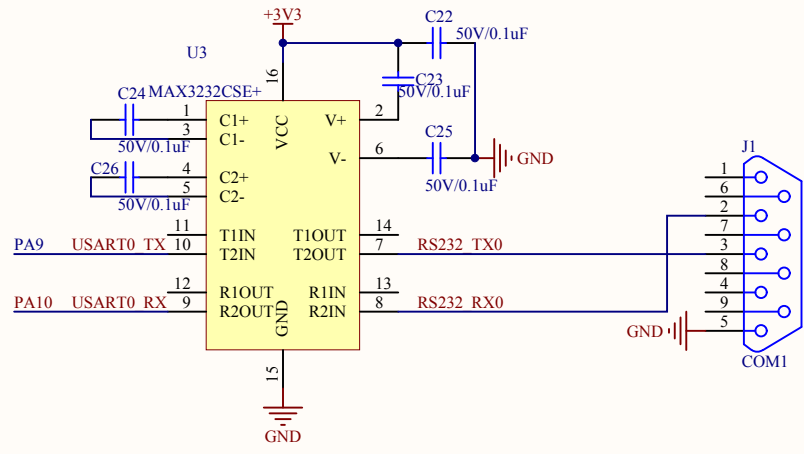 +3V3
C22
50V/0.1uF
U3
16
C23
50V/0.1uF
C24
MAX3232CSE+
1
C1+
VCC
V+
2
3
C1-
50V/0.1uF
C25
V-
6
GND
50V/0.1uF
C26
4
C2+
5
C2-
50V/0.1uF
J1
1
6
2
7
3
8
4
9
5
GND
COM1
11
T1IN
T1OUT
14
PA9
USART0_TX
10
T2IN
T2OUT
7
RS232_TX0
12
R1OUT
R1IN
13
PA10
USART0_RX
9
R2OUT
GND
R2IN
8
RS232_RX0
15
GND